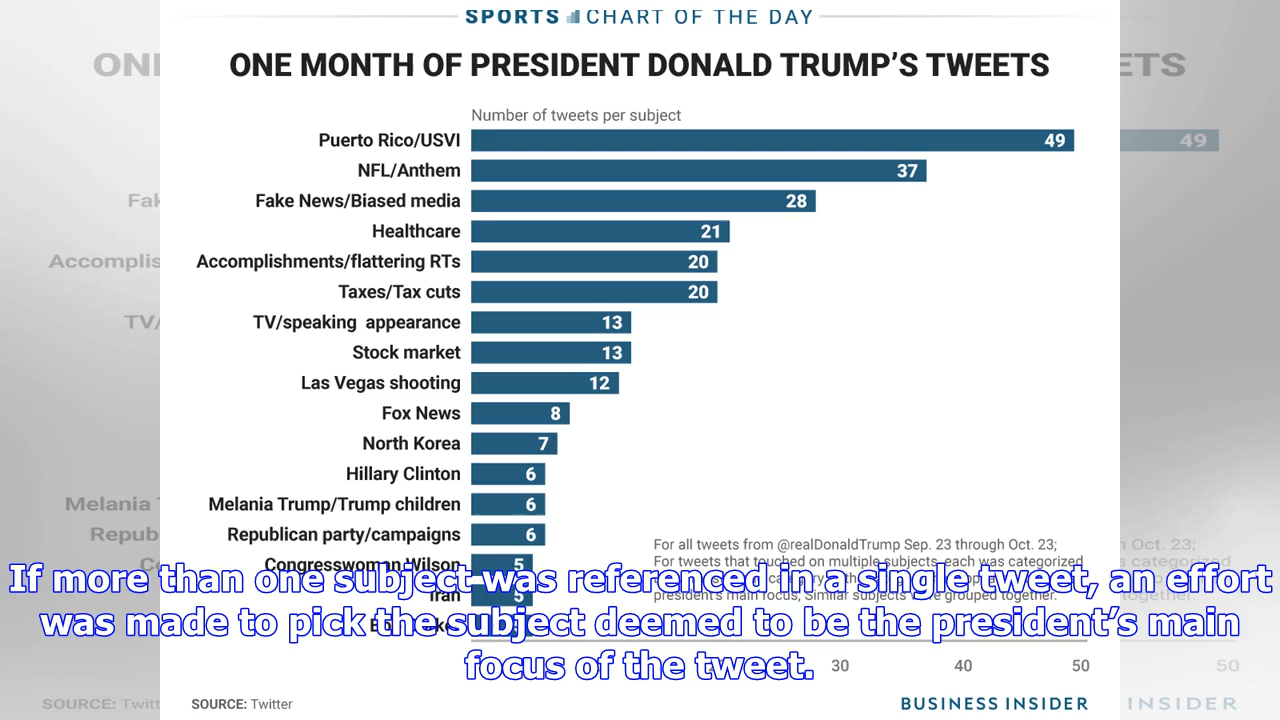 SPORTS CHART OF THE DAY
ONE MONTH OF PRESIDENT DONALD TRUMP'S TWEETS
Number of tweets per subject
Puerto Rico/USVI 49
NFL/Anthem 37
Fake News/Biased media 28
Healthcare 21
Accomplishments/flattering RTs 20
Taxes/Tax cuts 20
TV/speaking appearance 13
Stock market 13
Las Vegas shooting 12
Fox News 8
North Korea 7
Hillary Clinton 6
Melania Trump/Trump children 6
Republican party/campaigns 6
Congresswoman Wilson 5
Iran 5
For all tweets from @realDonaldTrump Sep. 23 through Oct. 23;
For tweets that touched on multiple subjects, each was categorized
president's main focus; Similar subjects grouped together.
If more than one subject was referenced in a single tweet, an effort
was made to pick the subject deemed to be the president's main
focus of the tweet.
30 40 50
SOURCE: Twitter
BUSINESS INSIDER